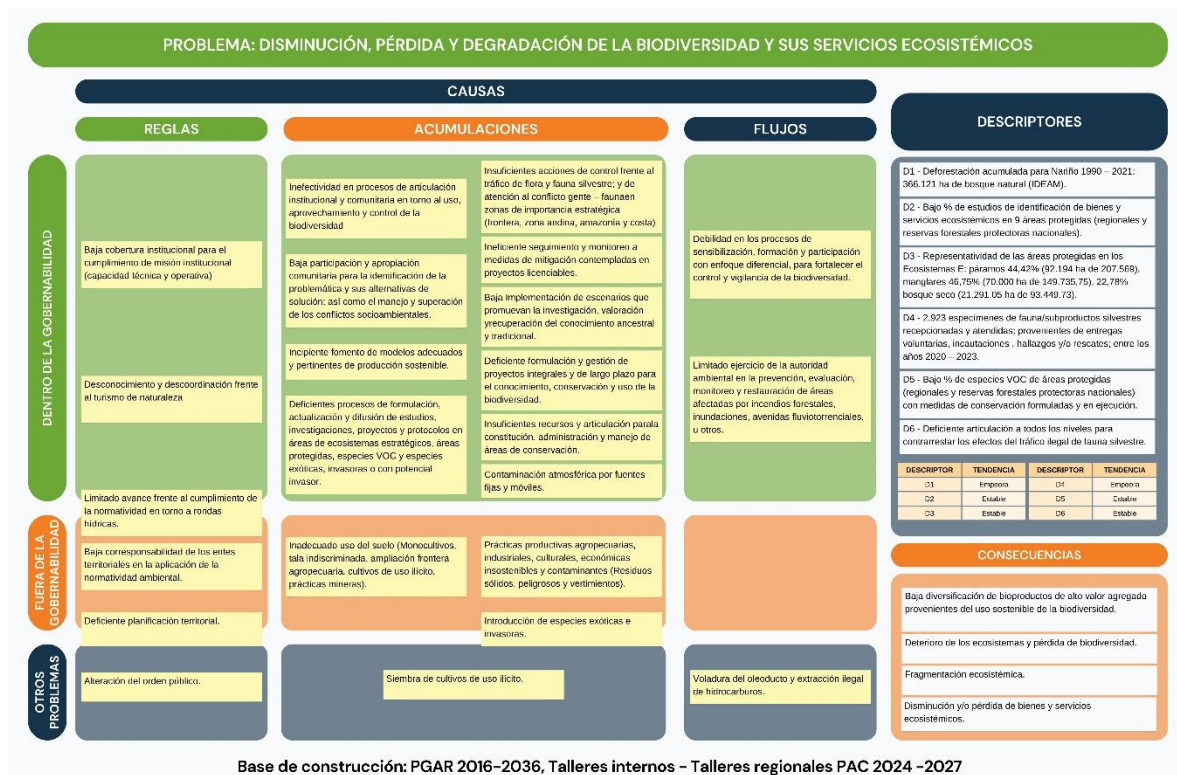 PROBLEMA: DISMINUCIÓN, PÉRDIDA Y DEGRADACIÓN DE LA BIODIVERSIDAD Y SUS SERVICIOS ECOSISTÉMICOS
CAUSAS
REGLAS
ACUMULACIONES
FLUJOS
DENTRO DE LA GOBERNABILIDAD
Baja cobertura institucional para el
cumplimiento de misión institucional
(capacidad técnica y operativa)
Desconocimiento y descoordinación frente
al turismo de naturaleza
Limitado avance frente al cumplimiento de
la normatividad en torno a rondas
hídricas.
Inefectividad en procesos de articulación
institucional y comunitaria en torno al uso,
aprovechamiento y control de la
biodiversidad
Baja participación y apropiación
comunitaria para la identificación de la
problemática y sus alternativas de
solución; así como el manejo y superación
de los conflictos socioambientales.
Incipiente fomento de modelos adecuados
y pertinentes de producción sostenible.
Deficientes procesos de formulación,
actualización y difusión de estudios,
investigaciones, proyectos y protocolos en
áreas de ecosistemas estratégicos, áreas
protegidas, especies VOC y especies
exóticas, invasoras o con potencial
invasor.
Insuficientes acciones de control frente al
tráfico de flora y fauna silvestre; y de
atención al conflicto gente – faunaen
zonas de importancia estratégica
(frontera, zona andina, amazonía y costa)
Ineficiente seguimiento y monitoreo a
medidas de mitigación contempladas en
proyectos licenciables.
Baja Implementación de escenarios que
promuevan la investigación, valoración
yrecuperación del conocimiento ancestral
y tradicional.
Deficiente formulación y gestión de
proyectos integrales y de largo plazo para
el conocimiento, conservación y uso de la
biodiversidad.
Insuficientes recursos y articulación parala
constitución. administración y manejo de
áreas de conservación.
Contaminación atmosférica por fuentes
fijas y móviles.
Debilidad en los procesos de
sensibilización, formación y participación
con enfoque diferencial, para fortalecer el
control y vigilancia de la biodiversidad.
Limitado ejercicio de la autoridad
ambiental en la prevención, evaluación,
monitoreo y restauración de áreas
afectadas por incendios forestales,
inundaciones, avenidas fluviotorrenciales,
u otros.
FUERA DE LA
GOBERNABILIDAD
Baja corresponsabilidad de los entes
territoriales en la aplicación de la
normatividad ambiental.
Deficiente planificación territorial.
Inadecuado uso del suelo (Monocultivos,
tala indiscriminada, ampliación frontera
agropecuaria, cultivos de uso ilícito,
prácticas mineras).
Prácticas productivas agropecuarias,
industriales, culturales, económicas
insostenibles y contaminantes (Residuos
sólidos, peligrosos y vertimientos).
Introducción de especies exóticas e
invasoras.
OTROS
PROBLEMAS
Alteración del orden público.
Siembra de cultivos de uso ilícito.
Voladura del oleoducto y extracción ilegal
de hidrocarburos.
DESCRIPTORES
D1 - Deforestación acumulada para Nariño 1990 – 2021:
366.121 ha de bosque natural (IDEAM).
D2 - Bajo % de estudios de identificación de bienes y
servicios ecosistémicos en 9 áreas protegidas (regionales y
reservas forestales protectoras nacionales).
D3 - Representatividad de las áreas protegidas en los
Ecosistemas E: páramos 44,42% (92.194 ha de 207.569),
manglares 46,75% (70.000 ha de 149.735,75), 22,78%
bosque seco (21.291.05 ha de 93.449.73).
D4 - 2.923 especímenes de fauna/subproductos silvestres
recepcionadas y atendidas; provenientes de entregas
voluntarias, incautaciones , hallazgos y/o rescates; entre los
años 2020 – 2023.
D5 - Bajo % de especies VOC de áreas protegidas
(regionales y reservas forestales protectoras nacionales)
con medidas de conservación formuladas y en ejecución.
D6 - Deficiente articulación a todos los niveles para
contrarrestar los efectos del tráfico ilegal de fauna silvestre.
DESCRIPTOR TENDENCIA DESCRIPTOR TENDENCIA
D1 Empeora D4 Empeora
D2 Estable D5 Estable
D3 Estable D6 Estable
CONSECUENCIAS
Baja diversificación de bioproductos de alto valor agregado
provenientes del uso sostenible de la biodiversidad.
Deterioro de los ecosistemas y pérdida de biodiversidad.
Fragmentación ecosistémica.
Disminución y/o pérdida de bienes y servicios
ecosistémicos.
Base de construcción: PGAR 2016-2036, Talleres internos - Talleres regionales PAC 2024 -2027